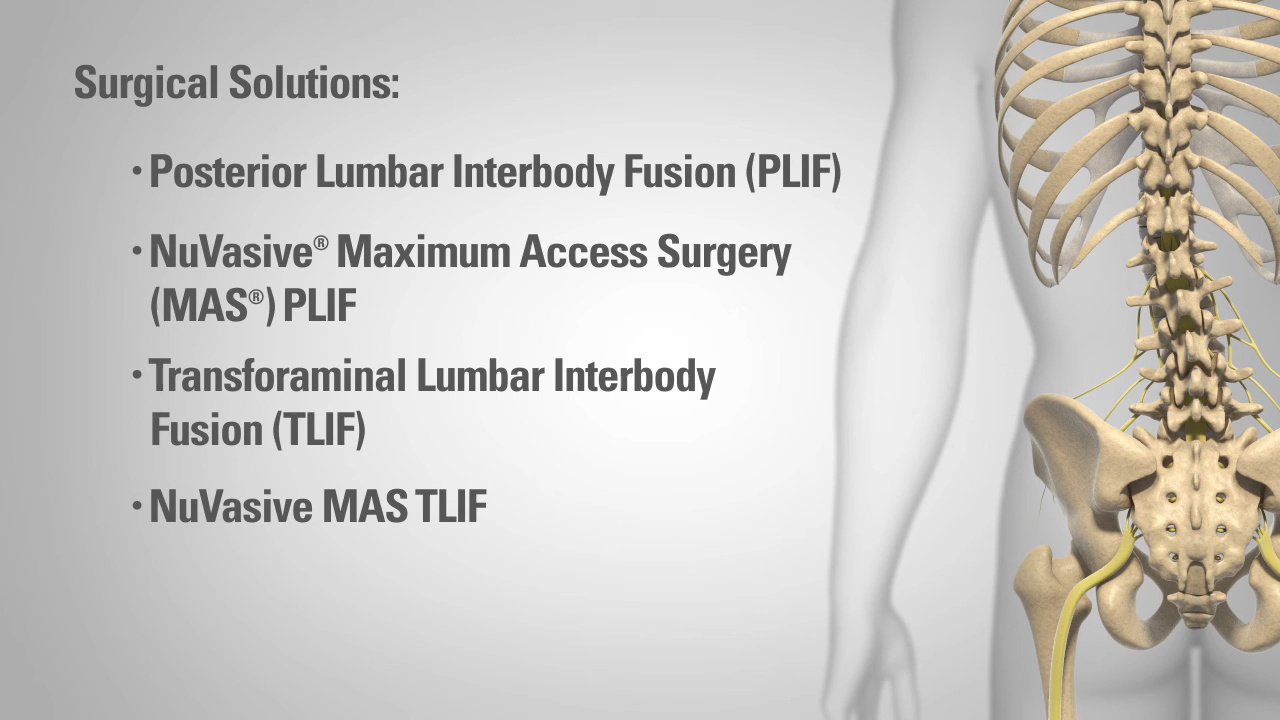 Surgical Solutions:
• Posterior Lumbar Interbody Fusion (PLIF)
• NuVasive® Maximum Access Surgery
(MAS®) PLIF
• Transforaminal Lumbar Interbody
Fusion (TLIF)
• NuVasive MAS TLIF